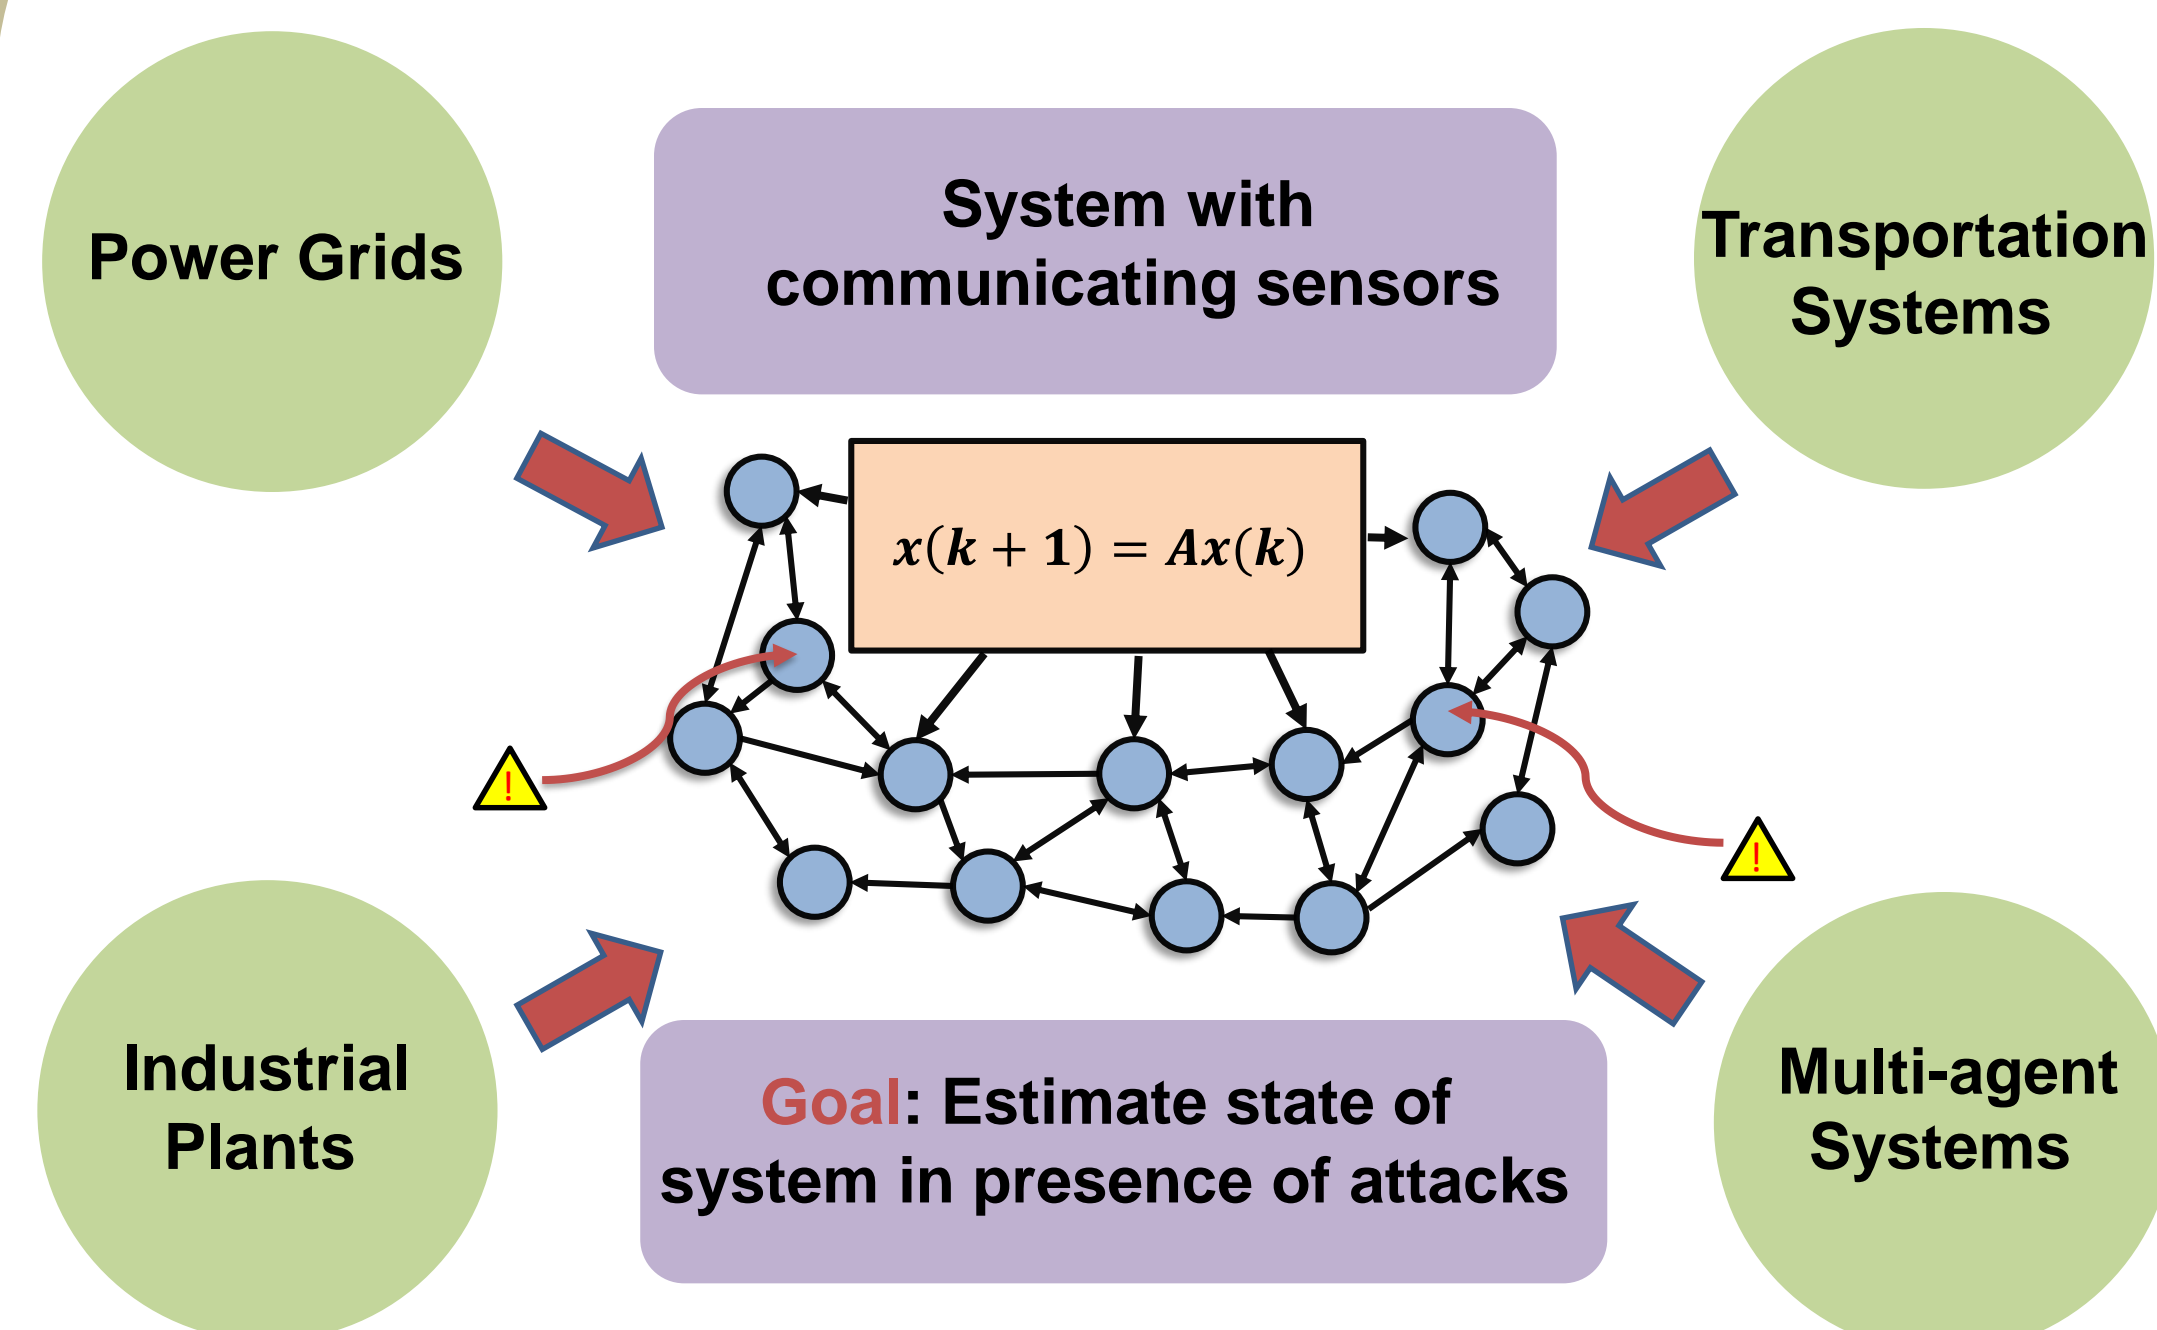 Power Grids
System with
communicating sensors
Transportation
Systems
x(k + 1) = Ax(k)
!
!
Industrial
Plants
Goal: Estimate state of
system in presence of attacks
Multi-agent
Systems